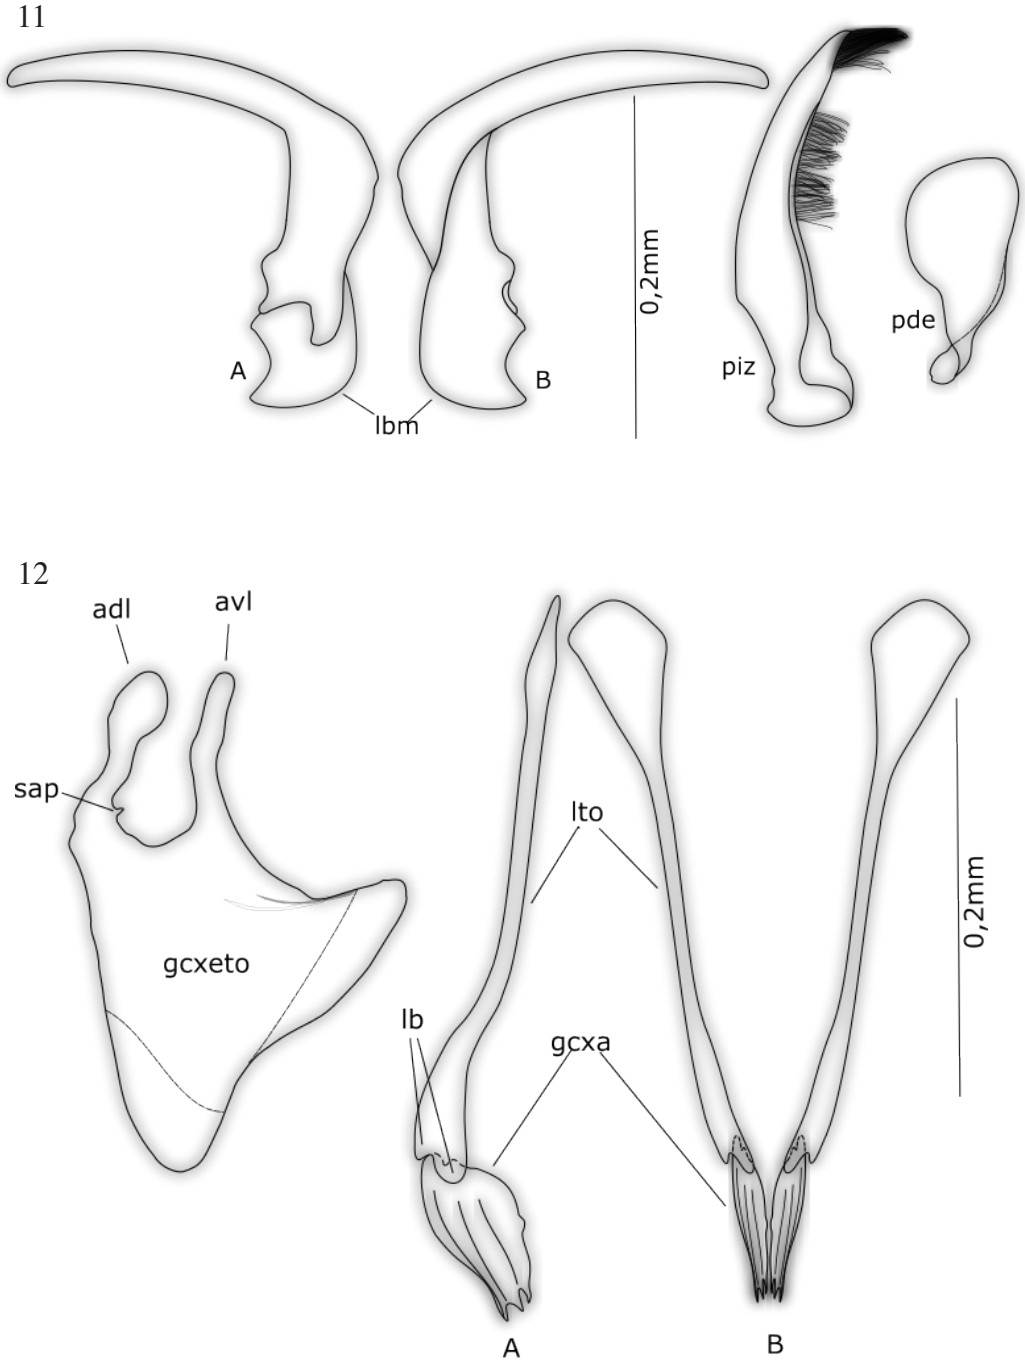 11
0,2mm
pde
piz
A
B
lbm
12
adl
avl
sap
lto
0,2mm
gcxeto
lb
gcxa
A
B